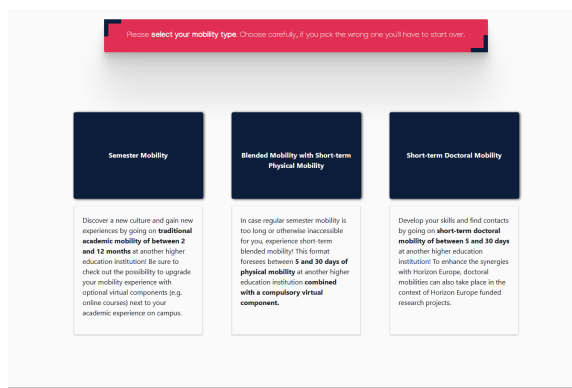 Please select your mobility type. Choose carefully, if you pick the wrong one you'll have to start over.
Semester Mobility
Blended Mobility with Short-term
Physical Mobility
Short-term Doctoral Mobility
Discover a new culture and gain new
experiences by going on traditional
academic mobility of between 2
and 12 months at another higher
education institution! Be sure to
check out the possibility to upgrade
your mobility experience with
optional virtual components (e.g.
online courses) next to your
academic experience on campus.
In case regular semester mobility is
too long or otherwise inaccessible
for you, experience short-term
blended mobility! This format
foresees between 5 and 30 days of
physical mobility at another higher
education institution combined
with a compulsory virtual
component.
Develop your skills and find contacts
by going on short-term doctoral
mobility of between 5 and 30 days
at another higher education
institution! To enhance the synergies
with Horizon Europe, doctoral
mobilities can also take place in the
context of Horizon Europe funded
research projects.